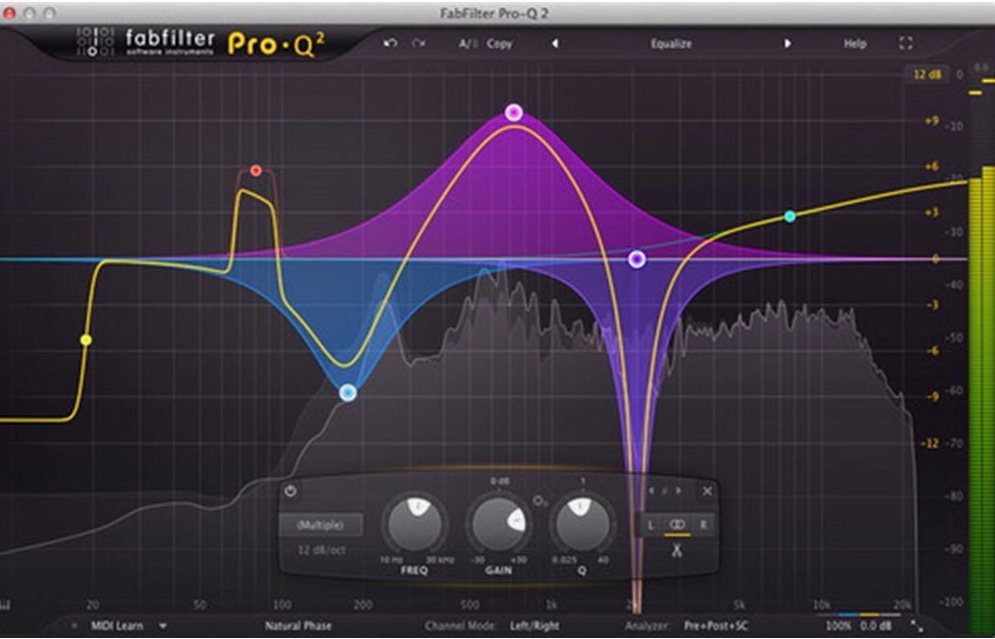 FabFilter Pro-Q 2
fabfilter
software instruments
Pro·Q²
A/B Copy
Equalize
Help
12 dB
0
0.0
+9
-10
+6
+3
-30
0
-40
-3
-50
-6
-60
-9
-12
-70
-80
-90
-100
0 dB
1
(Multiple)
12 dB/oct
10 Hz
30 kHz
-30
+30
0.025
40
FREQ
GAIN
Q
L
R
20
50
100
200
500
1k
5k
10k
20k
MIDI Learn
Natural Phase
Channel Mode:
Left/Right
Analyzer:
Pre+Post+SC
100%
0.0 dB